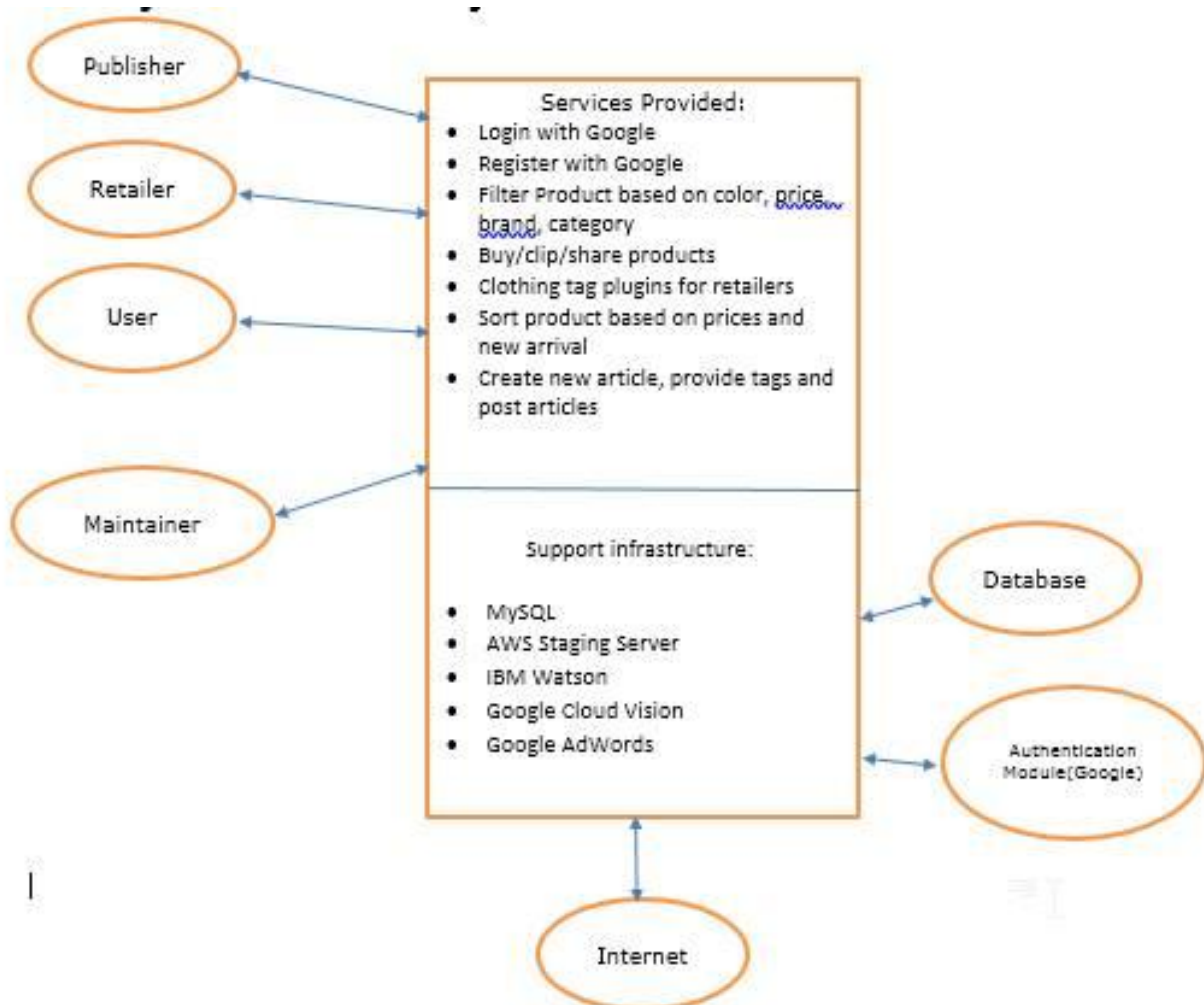 Publisher
Retailer
User
Maintainer
Services Provided:
• Login with Google
• Register with Google
• Filter Product based on color, price,
brand, category
• Buy/clip/share products
• Clothing tag plugins for retailers
• Sort product based on prices and
new arrival
• Create new article, provide tags and
post articles
Support infrastructure:
• MySQL
• AWS Staging Server
• IBM Watson
• Google Cloud Vision
• Google AdWords
Database
Authentication
Module(Google)
Internet